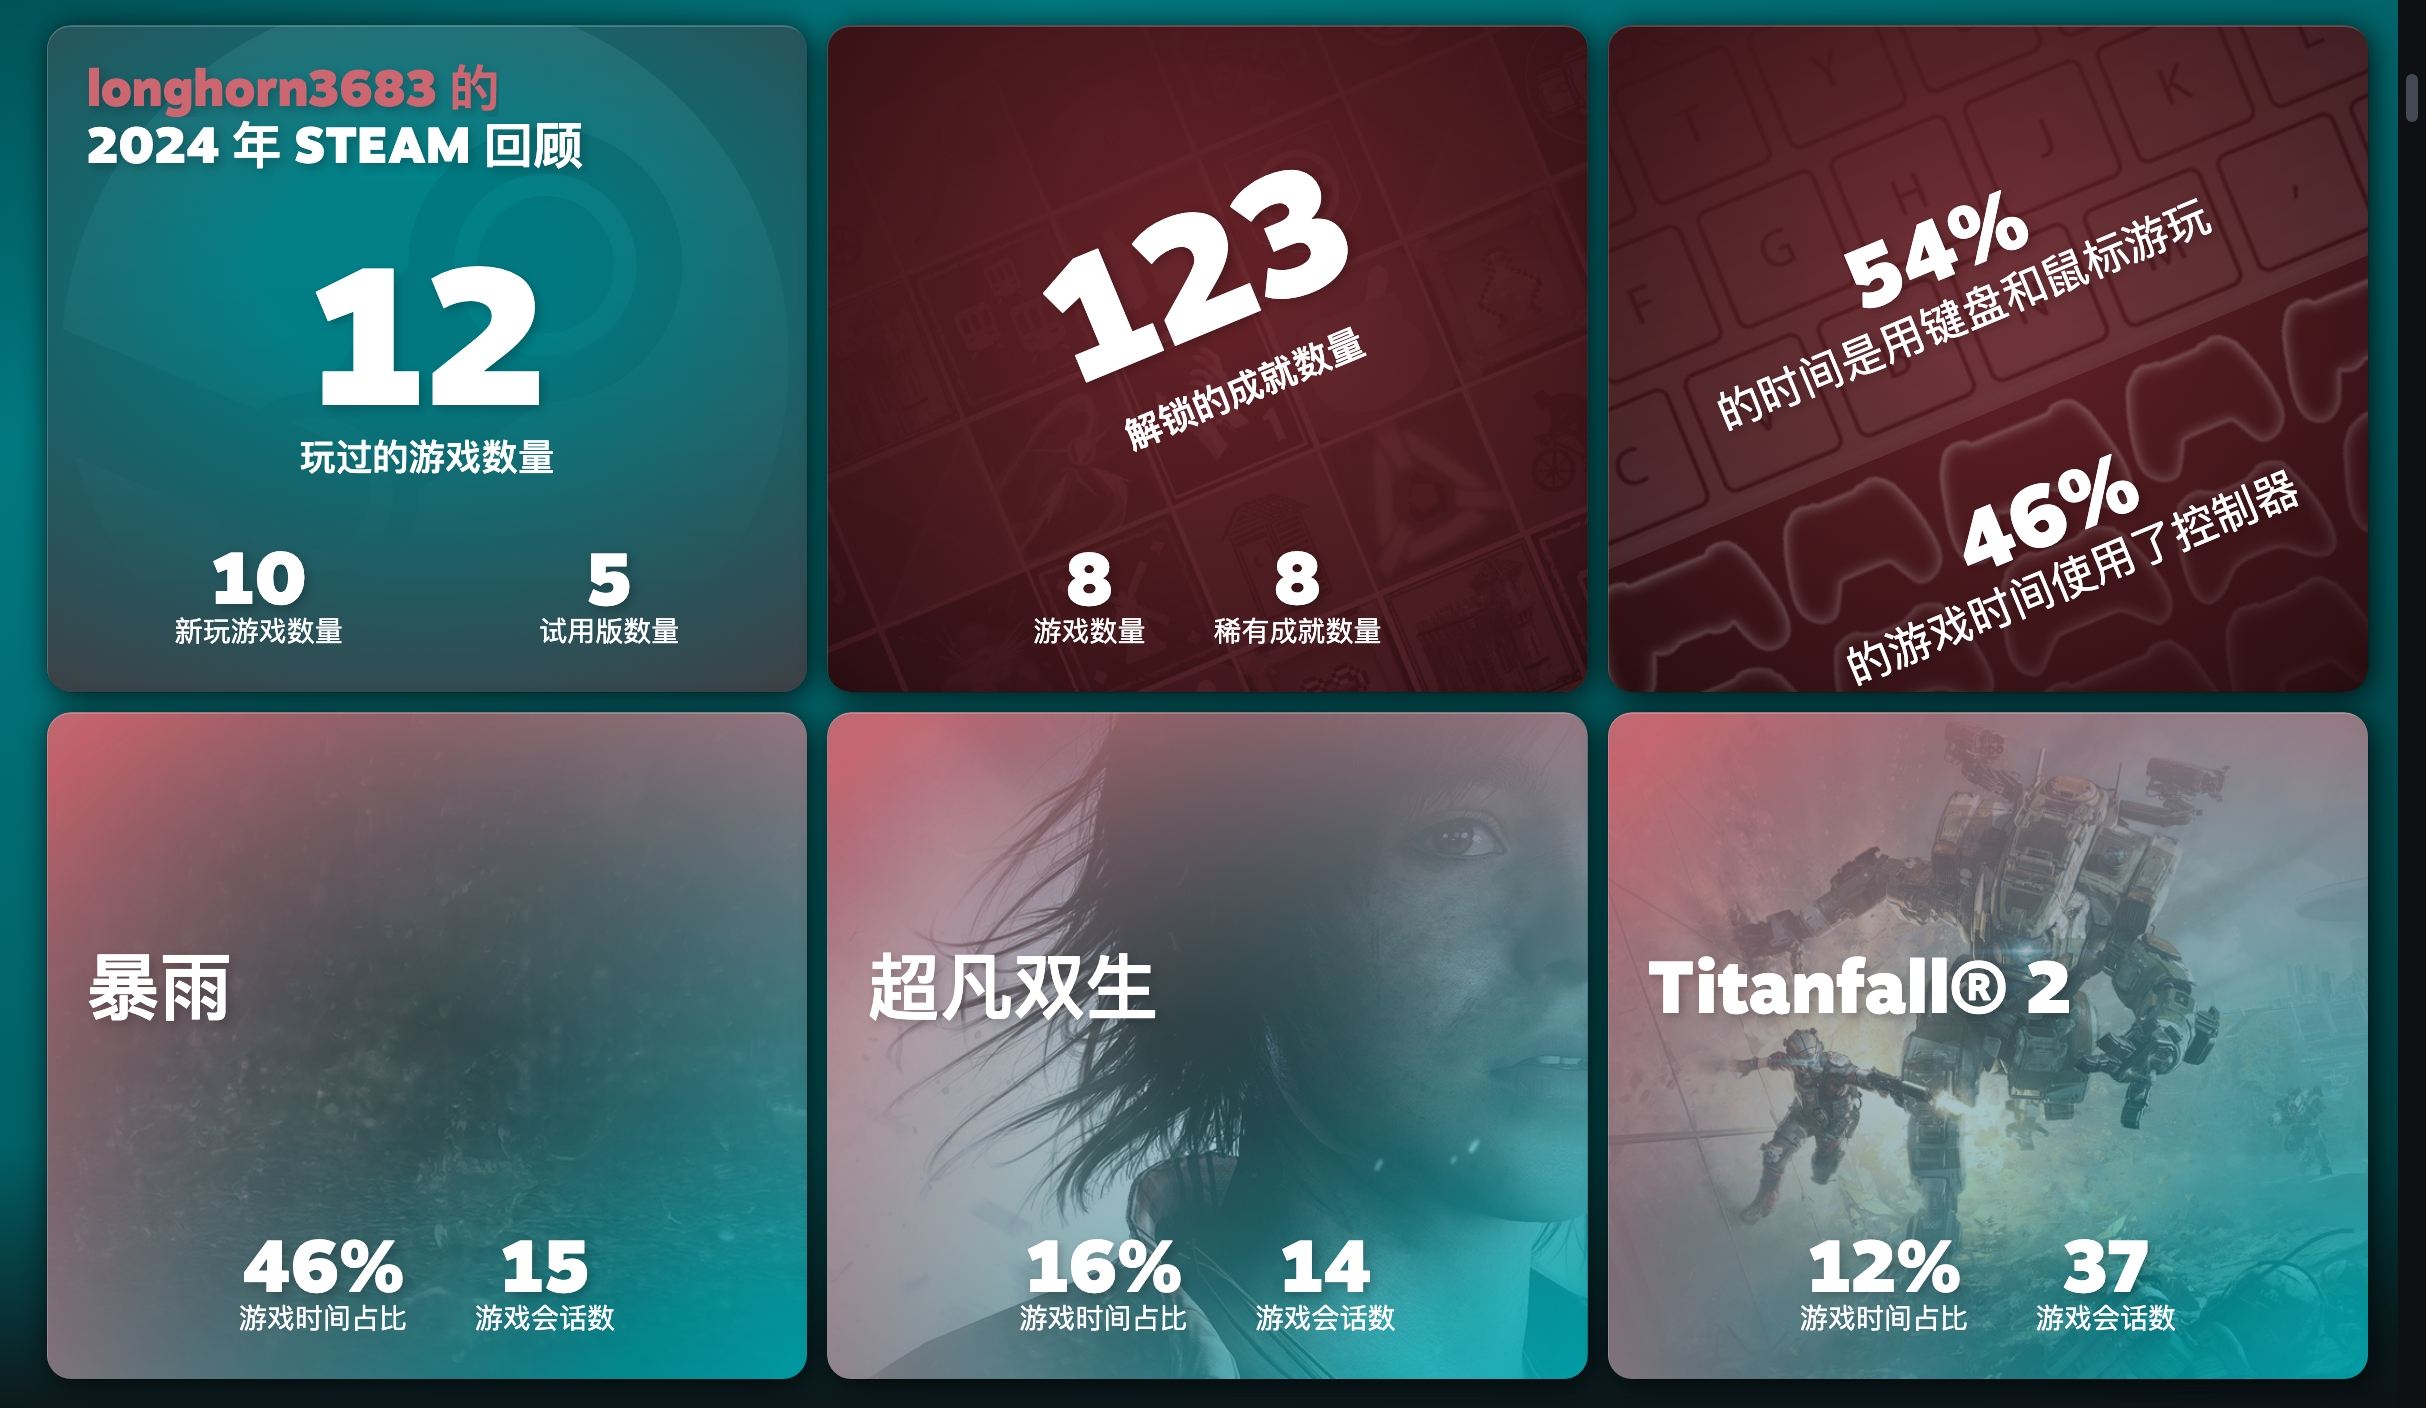 longhorn3683 的
2024 年 STEAM 回顾
12
玩过的游戏数量
10
新玩游戏数量
5
试用版数量
123
解锁的成就数量
8
游戏数量
8
稀有成就数量
54%
的时间是用键盘和鼠标游玩
46%
的游戏时间使用了控制器
暴雨
46%
游戏时间占比
15
游戏会话数
超凡双生
16%
游戏时间占比
14
游戏会话数
Titanfall® 2
12%
游戏时间占比
37
游戏会话数